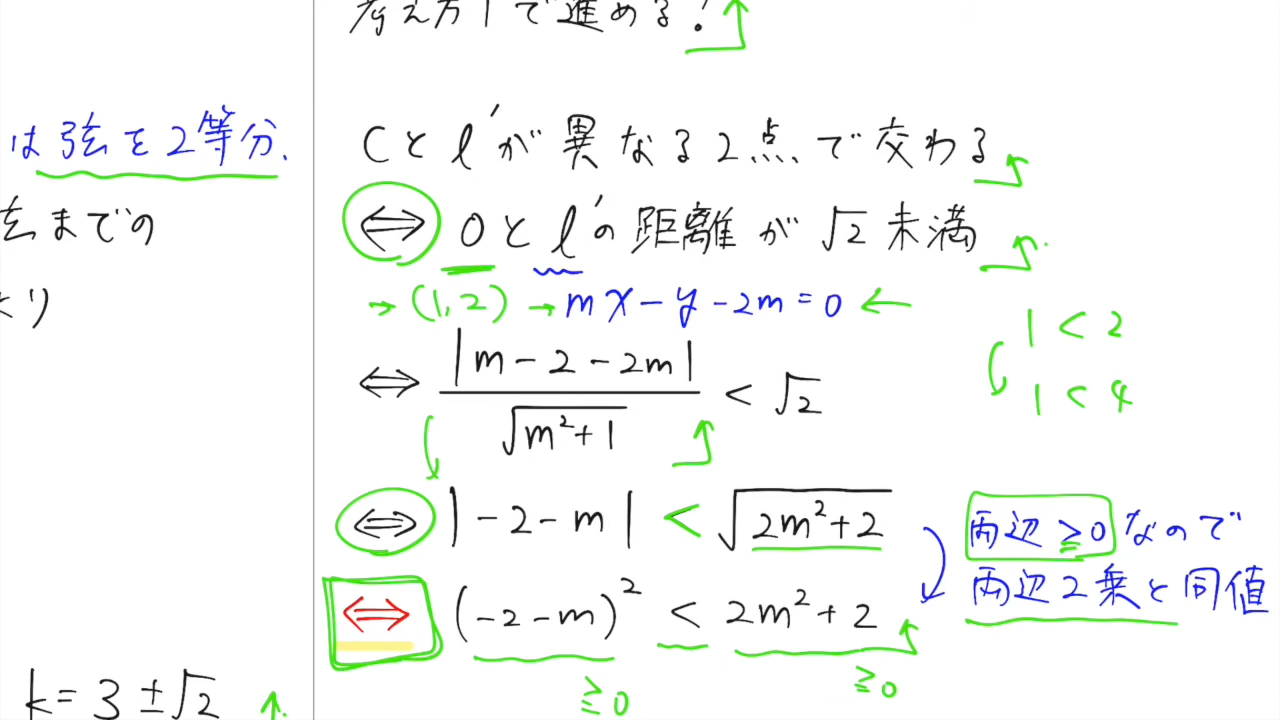 は弦を2等分.
弦までの
より
k=3±√2
考え方1で進める!
Cとl'が異なる2点で交わる
⇔ Oとl'の距離が√2未満
→(1,2) → mx-y-2m=0 ←
⇔ |m-2-2m|/√(m²+1) < √2
1<2
1<4
⇔ |-2-m| < √(2m²+2)
両辺≧0なので
両辺2乗と同値
⇔ (-2-m)² < 2m²+2
≧0
≧0